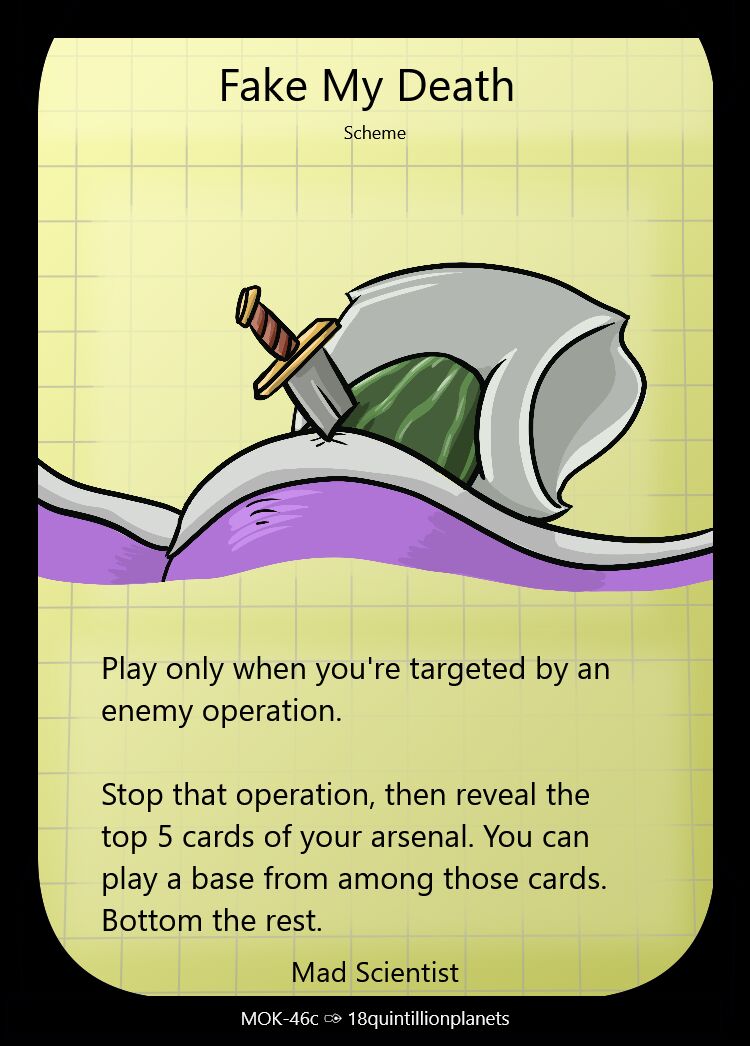 Fake My Death
Scheme
Play only when you're targeted by an
enemy operation.
Stop that operation, then reveal the
top 5 cards of your arsenal. You can
play a base from among those cards.
Bottom the rest.
Mad Scientist
MOK-46c ✑ 18quintillionplanets